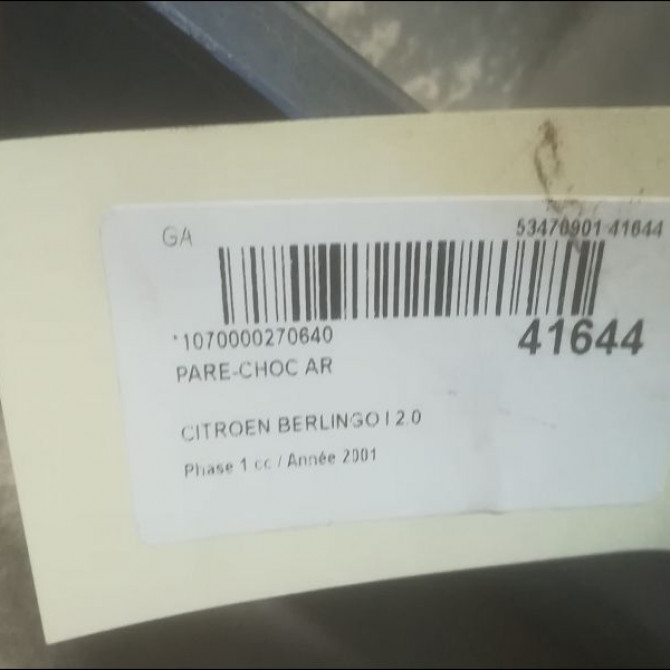 GA
53470901 41644
*1070000270640
41644
PARE-CHOC AR
CITROEN BERLINGO I 2.0
Phase 1 cc / Année 2001